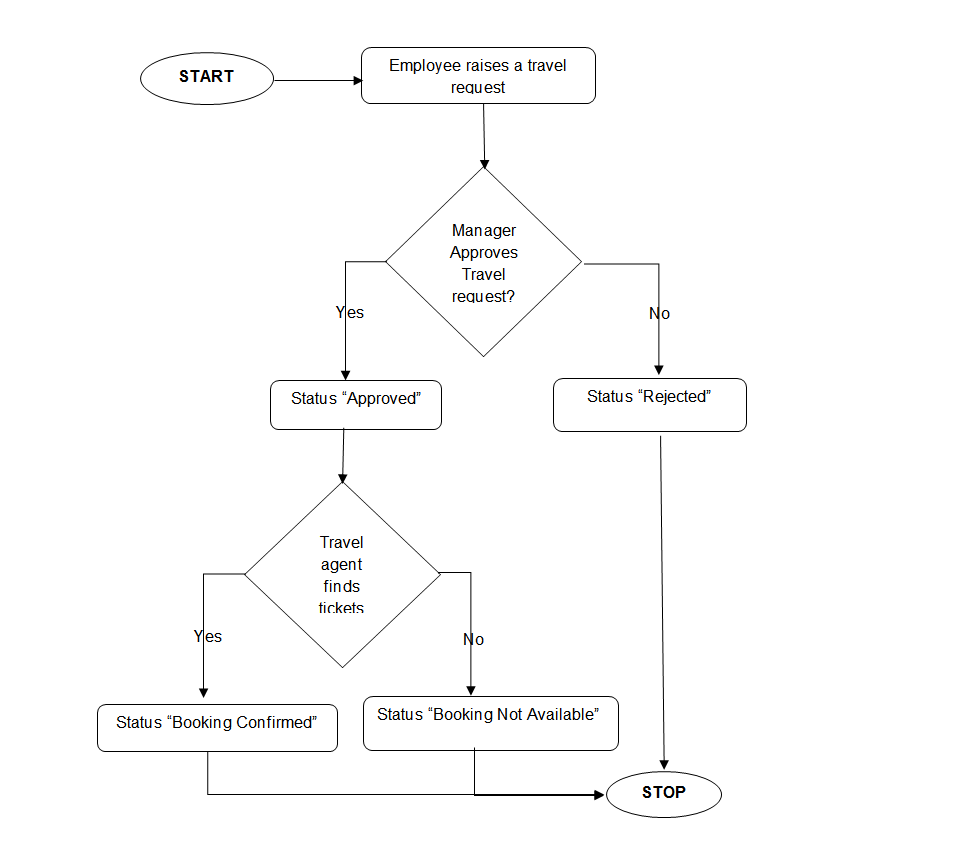 START
Employee raises a travel
request
Manager
Approves
Travel
request?
Yes
No
Status “Approved”
Status “Rejected”
Travel
agent
finds
tickets
Yes
No
Status “Booking Confirmed”
Status “Booking Not Available”
STOP